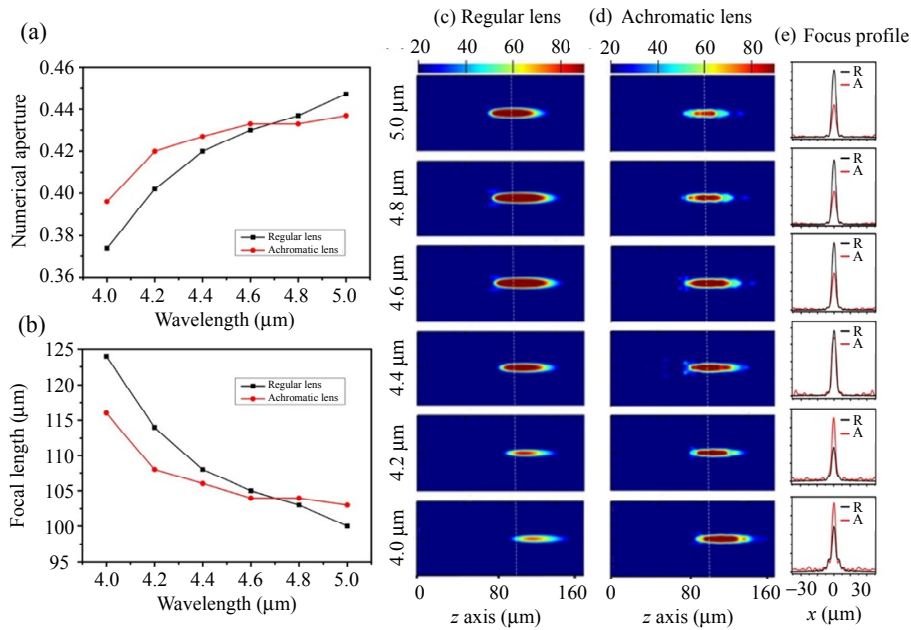 (a)
Numerical aperture
0.46
0.44
0.42
0.40
0.38
0.36
Regular lens
Achromatic lens
4.0 4.2 4.4 4.6 4.8 5.0
Wavelength (μm)
(b)
Focal length (μm)
125
120
115
110
105
100
95
Regular lens
Achromatic lens
4.0 4.2 4.4 4.6 4.8 5.0
Wavelength (μm)
(c) Regular lens
20 40 60 80
(d) Achromatic lens
20 40 60 80
(e) Focus profile
5.0 μm
4.8 μm
4.6 μm
4.4 μm
4.2 μm
4.0 μm
0 80 160
z axis (μm)
0 80 160
z axis (μm)
R
A
R
A
R
A
R
A
R
A
R
A
−30 0 30
x (μm)